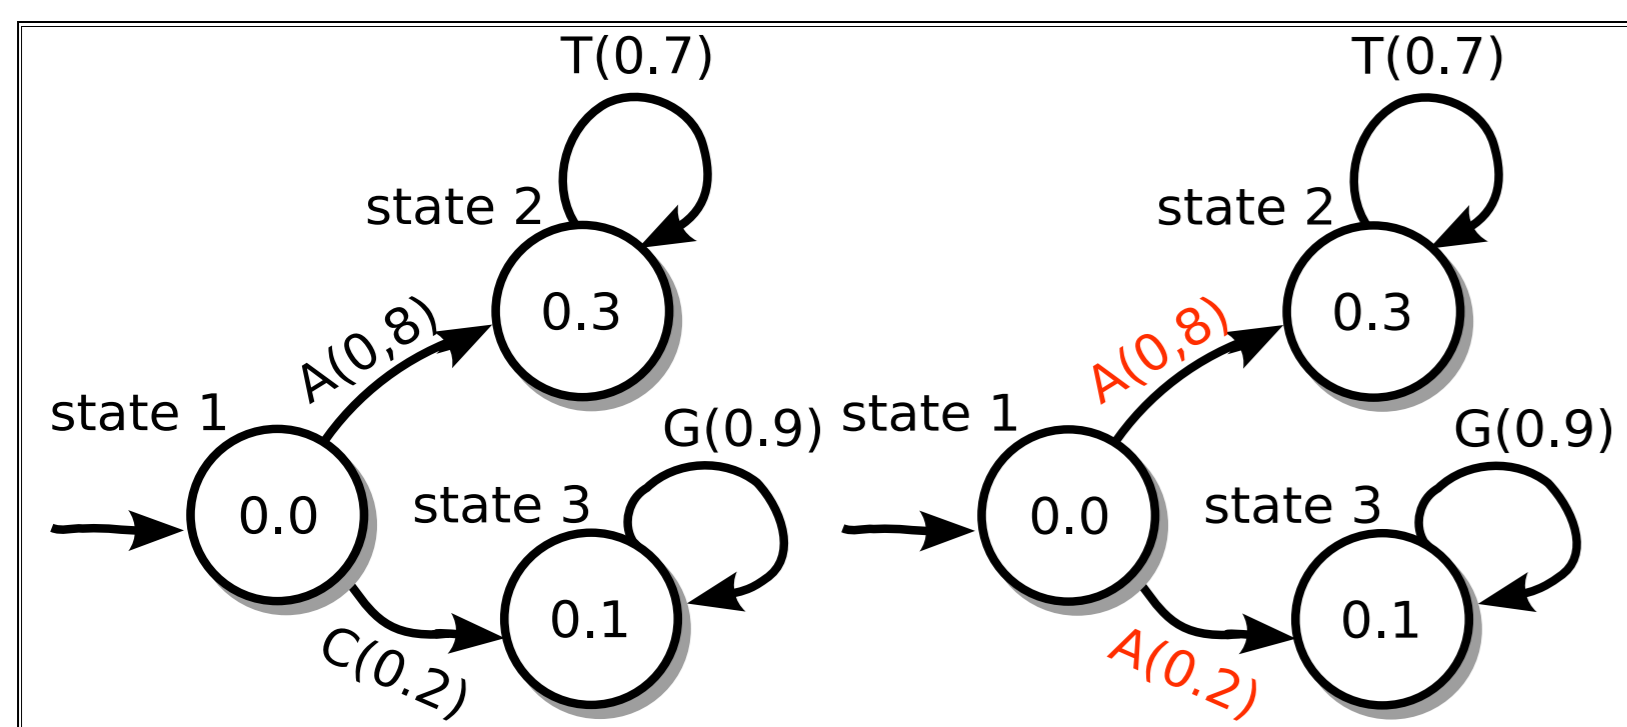 T(0.7)
state 2
0.3
A(0,8)
state 1
0.0
G(0.9)
state 3
0.1
C(0.2)
T(0.7)
state 2
0.3
A(0,8)
state 1
0.0
G(0.9)
state 3
0.1
A(0.2)